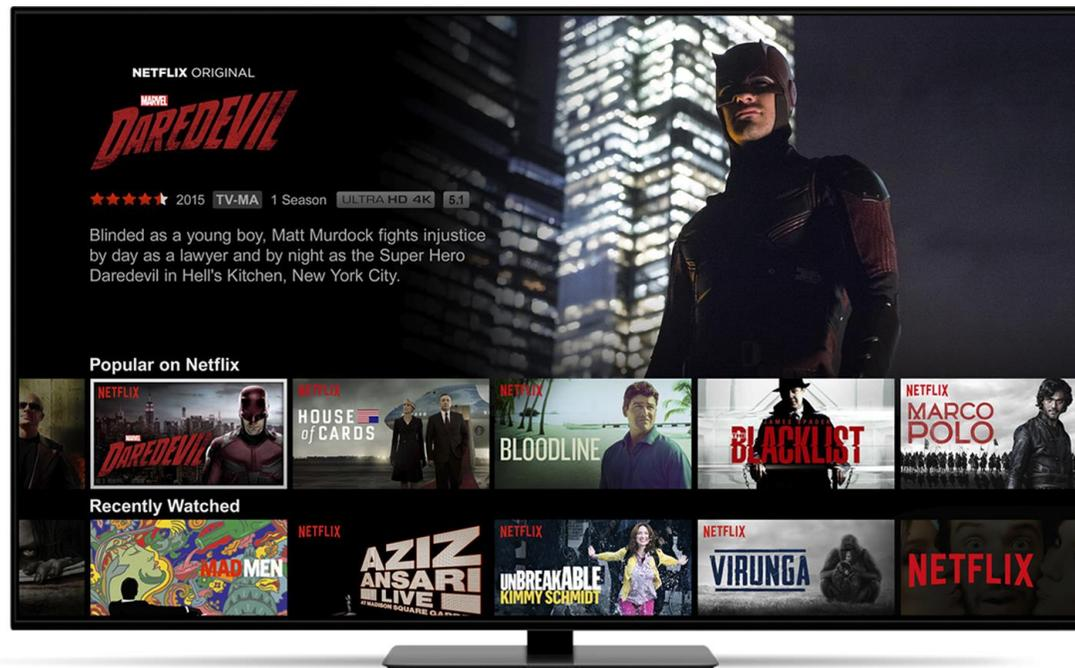 NETFLIX ORIGINAL
MARVEL
DAREDEVIL
2015 TV-MA 1 Season ULTRA HD 4K 5.1
Blinded as a young boy, Matt Murdock fights injustice
by day as a lawyer and by night as the Super Hero
Daredevil in Hell's Kitchen, New York City.
Popular on Netflix
NETFLIX
MARVEL
DAREDEVIL
NETFLIX
HOUSE
of CARDS
NETFLIX
BLOODLINE
JAMES SPADER
THE
BLACKLIST
NETFLIX
MARCO
POLO
Recently Watched
MADMEN
NETFLIX
AZIZ
ANSARI
LIVE
AT MADISON SQUARE GARDEN
NETFLIX
UNBREAKABLE
KIMMY SCHMIDT
NETFLIX
VIRUNGA
NETFLIX